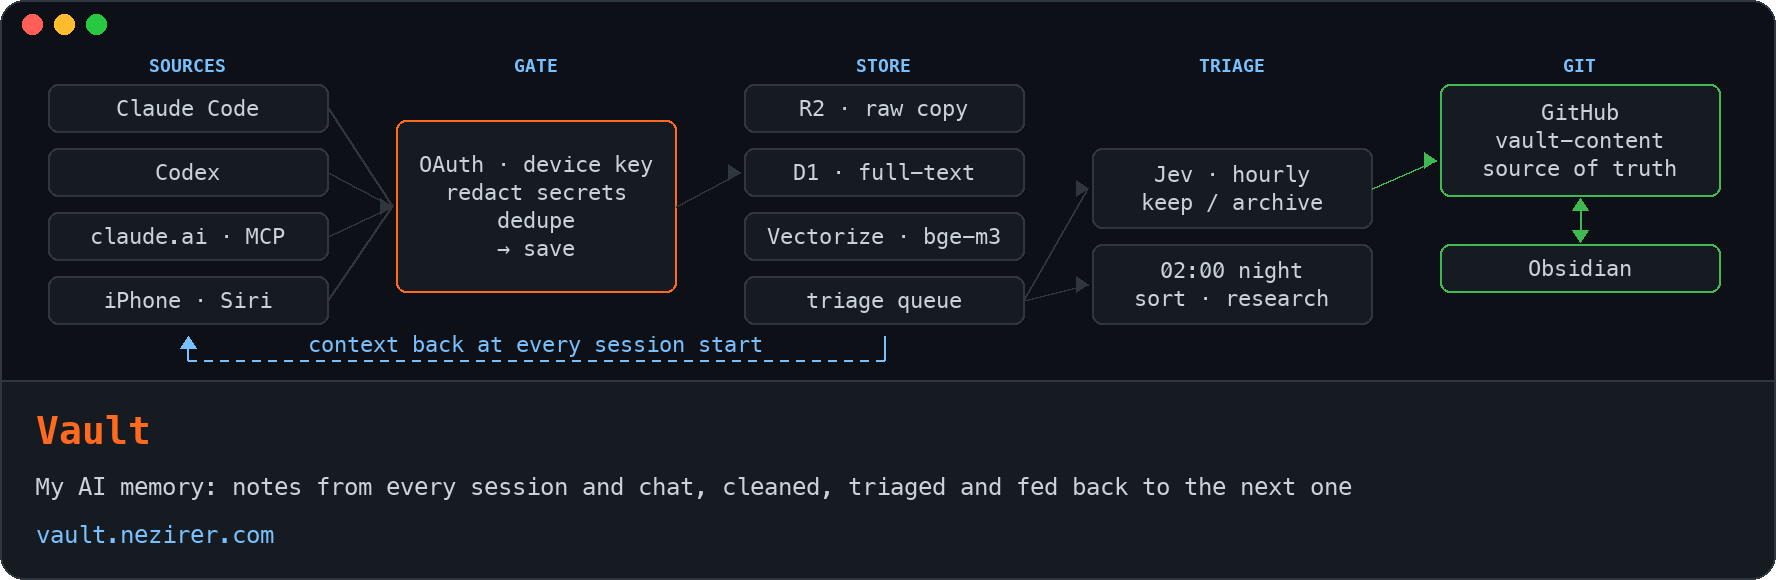 SOURCES
Claude Code
Codex
claude.ai · MCP
iPhone · Siri
GATE
OAuth · device key
redact secrets
dedupe
→ save
STORE
R2 · raw copy
D1 · full−text
Vectorize · bge−m3
triage queue
TRIAGE
Jev · hourly
keep / archive
02:00 night
sort · research
GIT
GitHub
vault−content
source of truth
Obsidian
context back at every session start
Vault
My AI memory: notes from every session and chat, cleaned, triaged and fed back to the next one
vault.nezirer.com